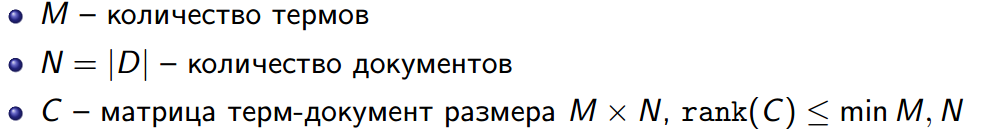 M – количество термов
N = |D| – количество документов
C – матрица терм-документ размера M × N, rank(C) ≤ min M, N